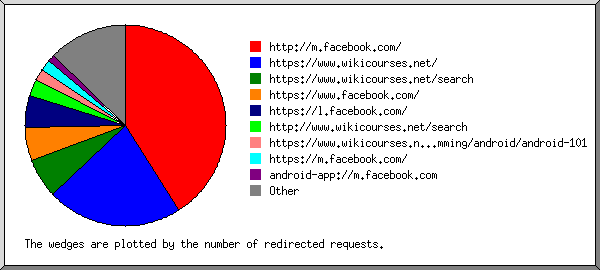 http://m.facebook.com/
https://www.wikicourses.net/
https://www.wikicourses.net/search
https://www.facebook.com/
https://l.facebook.com/
http://www.wikicourses.net/search
https://www.wikicourses.n...mming/android/android-101
https://m.facebook.com/
android-app://m.facebook.com
Other
The wedges are plotted by the number of redirected requests.